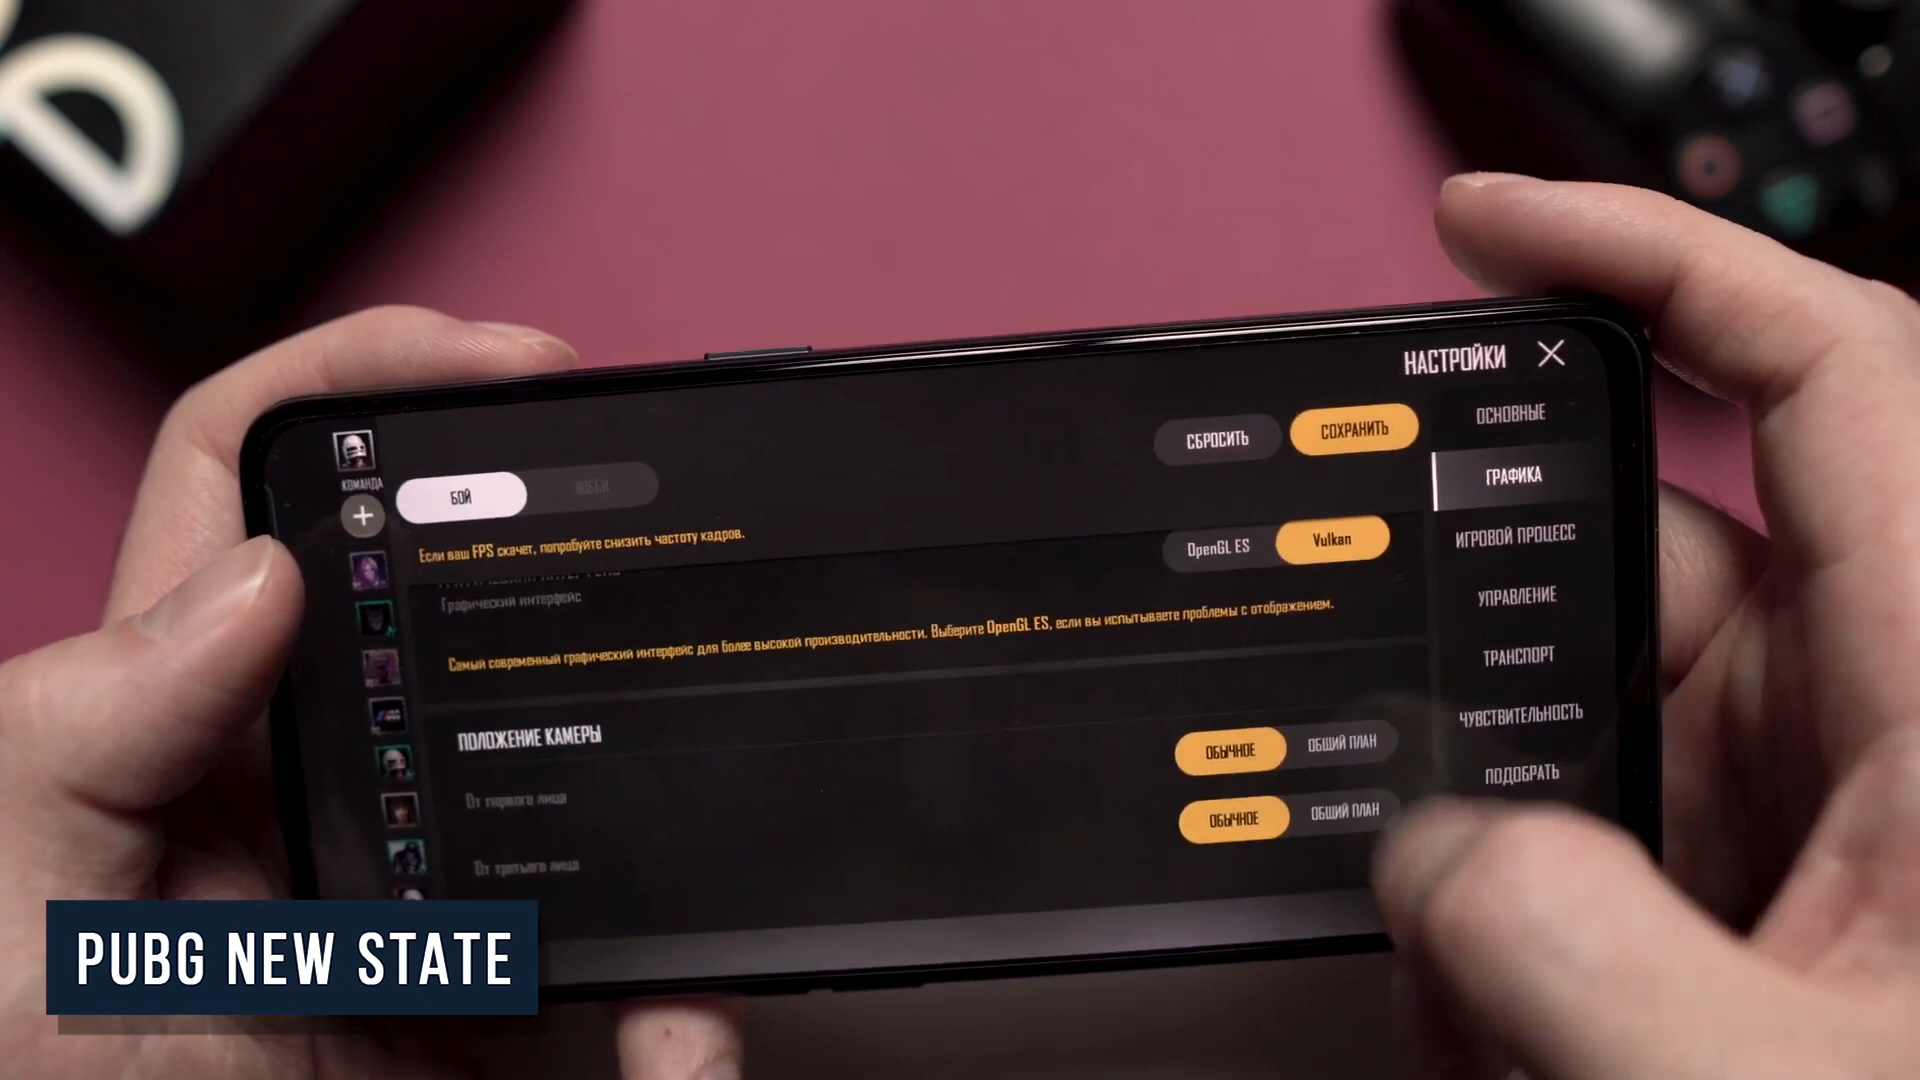 НАСТРОЙКИ
СБРОСИТЬ
СОХРАНИТЬ
ОСНОВНЫЕ
ГРАФИКА
ИГРОВОЙ ПРОЦЕСС
УПРАВЛЕНИЕ
ТРАНСПОРТ
ЧУВСТВИТЕЛЬНОСТЬ
ПОДОБРАТЬ
КОМАНДА
БОЙ
ЛОББИ
Если ваш FPS скачет, попробуйте снизить частоту кадров.
OpenGL ES
Vulkan
Графический интерфейс
Самый современный графический интерфейс для более высокой производительности. Выберите OpenGL ES, если вы испытываете проблемы с отображением.
ПОЛОЖЕНИЕ КАМЕРЫ
От первого лица
ОБЫЧНОЕ
ОБЩИЙ ПЛАН
От третьего лица
ОБЫЧНОЕ
ОБЩИЙ ПЛАН
PUBG NEW STATE